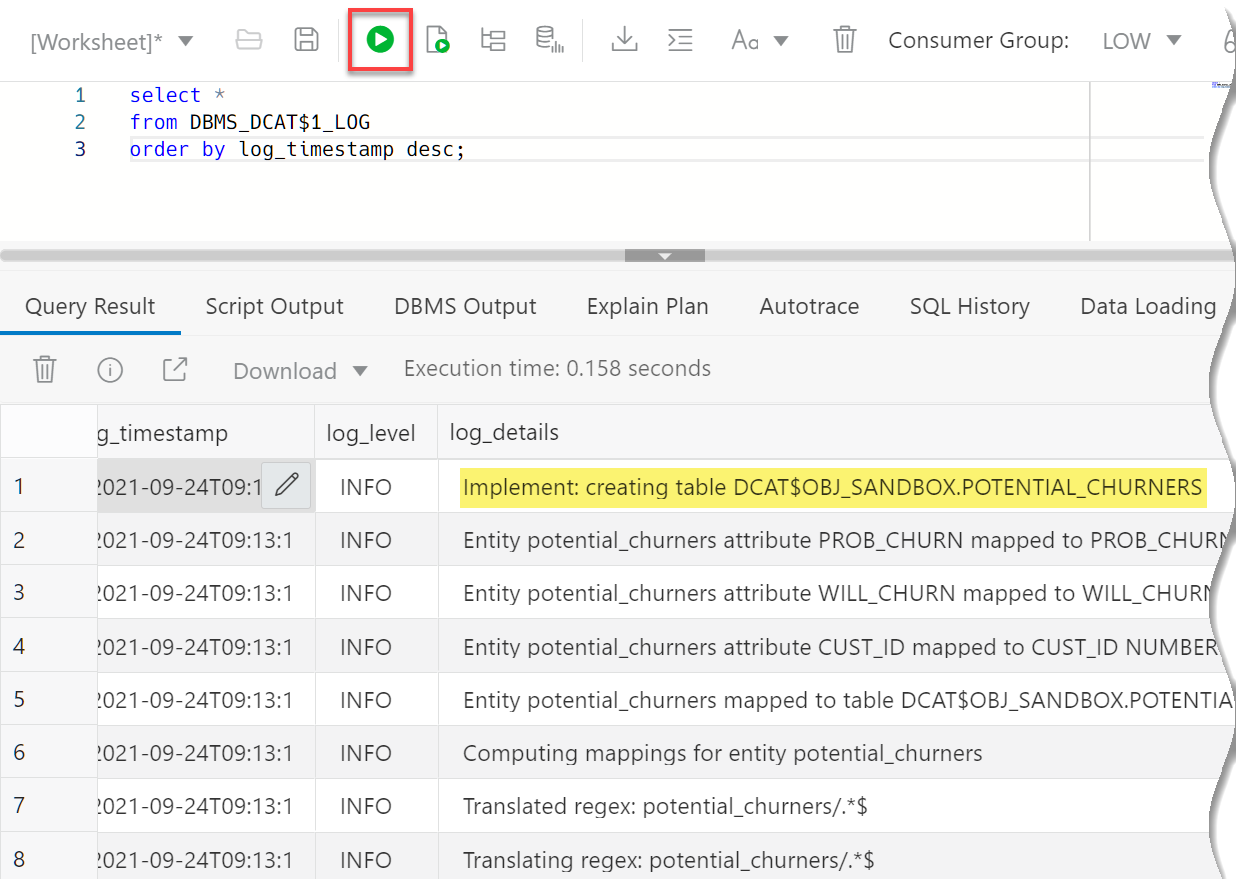 [Worksheet]* Aa Consumer Group: LOW
1 select *
2 from DBMS_DCAT$1_LOG
3 order by log_timestamp desc;
Query Result Script Output DBMS Output Explain Plan Autotrace SQL History Data Loading
Download Execution time: 0.158 seconds
g_timestamp log_level log_details
1 2021-09-24T09:1 INFO Implement: creating table DCAT$OBJ_SANDBOX.POTENTIAL_CHURNERS
2 2021-09-24T09:13:1 INFO Entity potential_churners attribute PROB_CHURN mapped to PROB_CHURN
3 2021-09-24T09:13:1 INFO Entity potential_churners attribute WILL_CHURN mapped to WILL_CHURN
4 2021-09-24T09:13:1 INFO Entity potential_churners attribute CUST_ID mapped to CUST_ID NUMBER
5 2021-09-24T09:13:1 INFO Entity potential_churners mapped to table DCAT$OBJ_SANDBOX.POTENTIA
6 2021-09-24T09:13:1 INFO Computing mappings for entity potential_churners
7 2021-09-24T09:13:1 INFO Translated regex: potential_churners/.*$
8 2021-09-24T09:13:1 INFO Translating regex: potential_churners/.*$